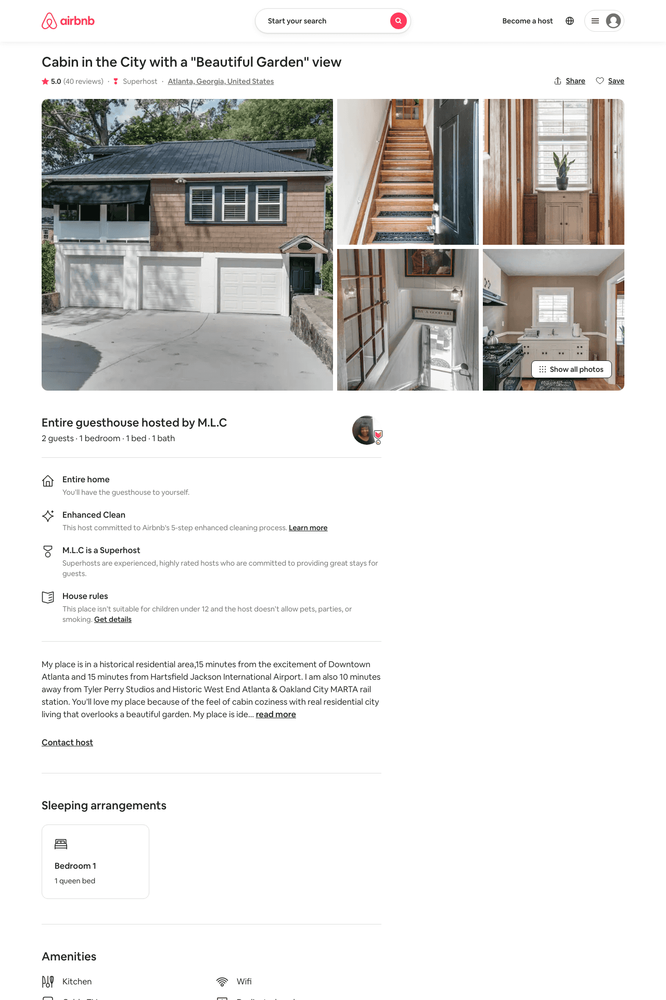 airbnb
Start your search
Become a host
Cabin in the City with a "Beautiful Garden" view
5.0 (40 reviews) · Superhost · Atlanta, Georgia, United States
Share
Save
LIVE A GOOD LIFE
Show all photos
Entire guesthouse hosted by M.L.C
2 guests · 1 bedroom · 1 bed · 1 bath
Entire home
You’ll have the guesthouse to yourself.
Enhanced Clean
This host committed to Airbnb's 5-step enhanced cleaning process. Learn more
M.L.C is a Superhost
Superhosts are experienced, highly rated hosts who are committed to providing great stays for
guests.
House rules
This place isn’t suitable for children under 12 and the host doesn’t allow pets, parties, or
smoking. Get details
My place is in a historical residential area,15 minutes from the excitement of Downtown
Atlanta and 15 minutes from Hartsfield Jackson International Airport. I am also 10 minutes
away from Tyler Perry Studios and Historic West End Atlanta & Oakland City MARTA rail
station. You’ll love my place because of the feel of cabin coziness with real residential city
living that overlooks a beautiful garden. My place is ide... read more
Contact host
Sleeping arrangements
Bedroom 1
1 queen bed
Amenities
Kitchen
Wifi